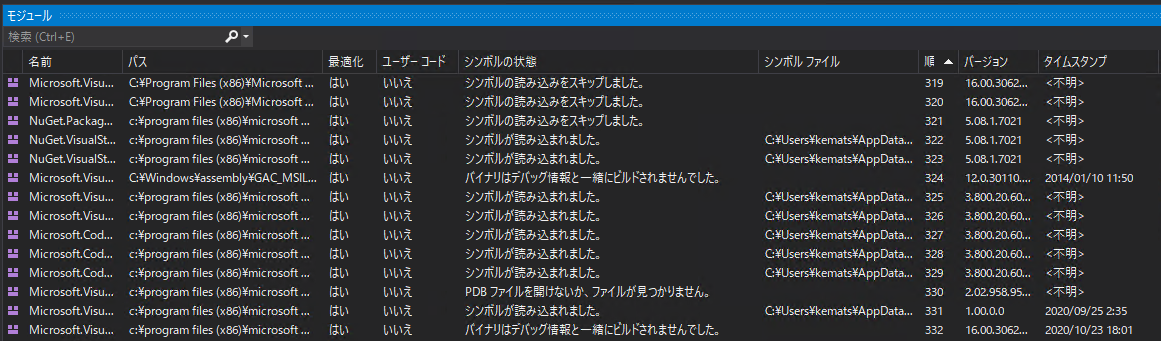 モジュール
検索 (Ctrl+E)
名前 パス 最適化 ユーザー コード シンボルの状態 シンボル ファイル 順 バージョン タイムスタンプ
Microsoft.Visu... C:¥Program Files (x86)¥Microsoft ... はい いいえ シンボルの読み込みをスキップしました。 319 16.00.3062... <不明>
Microsoft.Visu... C:¥Program Files (x86)¥Microsoft ... はい いいえ シンボルの読み込みをスキップしました。 320 16.00.3062... <不明>
NuGet.Packag... c:¥program files (x86)¥microsoft ... はい いいえ シンボルの読み込みをスキップしました。 321 5.08.1.7021 <不明>
NuGet.VisualSt... c:¥program files (x86)¥microsoft ... はい いいえ シンボルが読み込まれました。 C:¥Users¥kemats¥AppData... 322 5.08.1.7021 <不明>
NuGet.VisualSt... c:¥program files (x86)¥microsoft ... はい いいえ シンボルが読み込まれました。 C:¥Users¥kemats¥AppData... 323 5.08.1.7021 <不明>
Microsoft.Visu... C:¥Windows¥assembly¥GAC_MSIL... はい いいえ バイナリはデバッグ情報と一緒にビルドされませんでした。 324 12.0.30110.... 2014/01/10 11:50
Microsoft.Visu... c:¥program files (x86)¥microsoft ... はい いいえ シンボルが読み込まれました。 C:¥Users¥kemats¥AppData... 325 3.800.20.60... <不明>
Microsoft.Visu... c:¥program files (x86)¥microsoft ... はい いいえ シンボルが読み込まれました。 C:¥Users¥kemats¥AppData... 326 3.800.20.60... <不明>
Microsoft.Cod... c:¥program files (x86)¥microsoft ... はい いいえ シンボルが読み込まれました。 C:¥Users¥kemats¥AppData... 327 3.800.20.60... <不明>
Microsoft.Cod... c:¥program files (x86)¥microsoft ... はい いいえ シンボルが読み込まれました。 C:¥Users¥kemats¥AppData... 328 3.800.20.60... <不明>
Microsoft.Cod... c:¥program files (x86)¥microsoft ... はい いいえ シンボルが読み込まれました。 C:¥Users¥kemats¥AppData... 329 3.800.20.60... <不明>
Microsoft.Visu... c:¥program files (x86)¥microsoft ... はい いいえ PDB ファイルを開けないか、ファイルが見つかりません。 330 2.02.958.95... <不明>
Microsoft.Visu... c:¥program files (x86)¥microsoft ... はい いいえ シンボルが読み込まれました。 C:¥Users¥kemats¥AppData... 331 1.00.0.0 2020/09/25 2:35
Microsoft.Visu... c:¥program files (x86)¥microsoft ... はい いいえ バイナリはデバッグ情報と一緒にビルドされませんでした。 332 16.00.3062... 2020/10/23 18:01